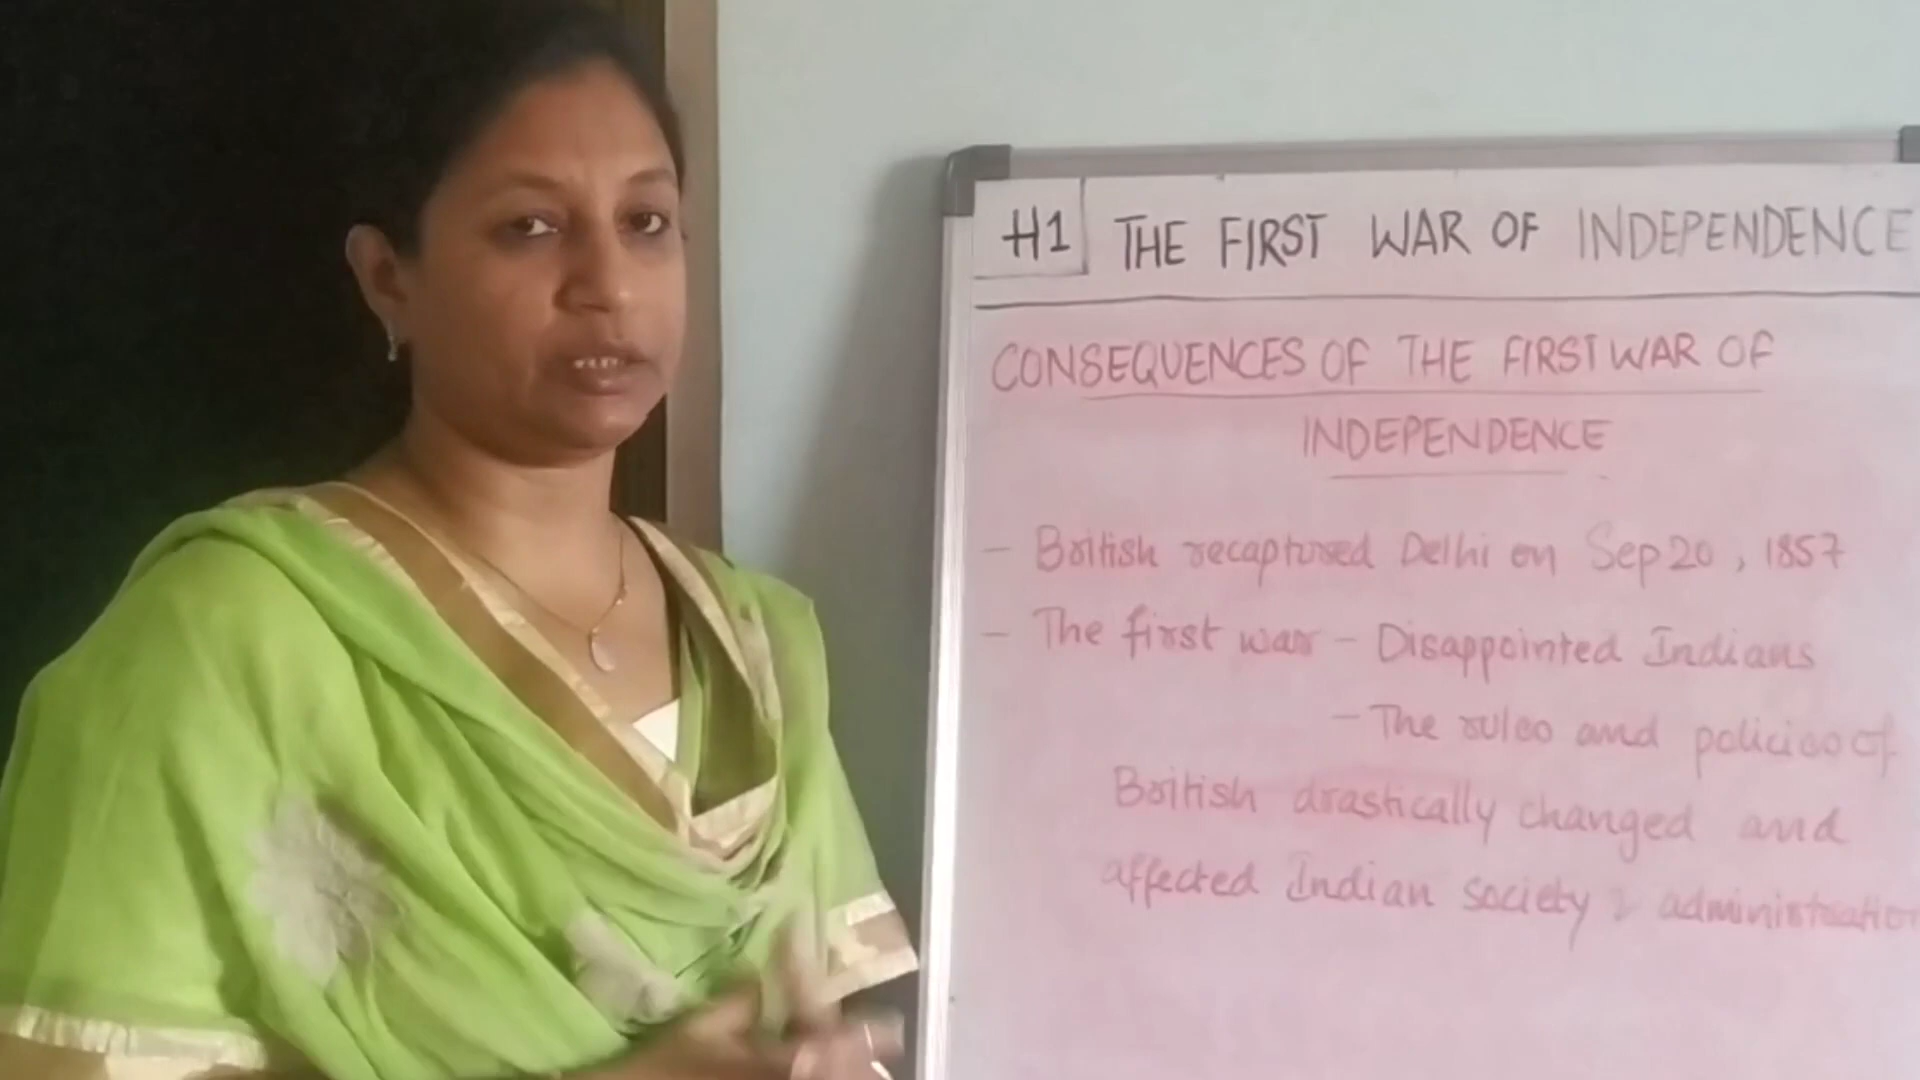 H1 THE FIRST WAR OF INDEPENDENCE
CONSEQUENCES OF THE FIRST WAR OF
INDEPENDENCE
- British recaptured Delhi on Sep 20, 1857
- The first war - Disappointed Indians
- The rules and policies of
British drastically changed and
affected Indian society & administration